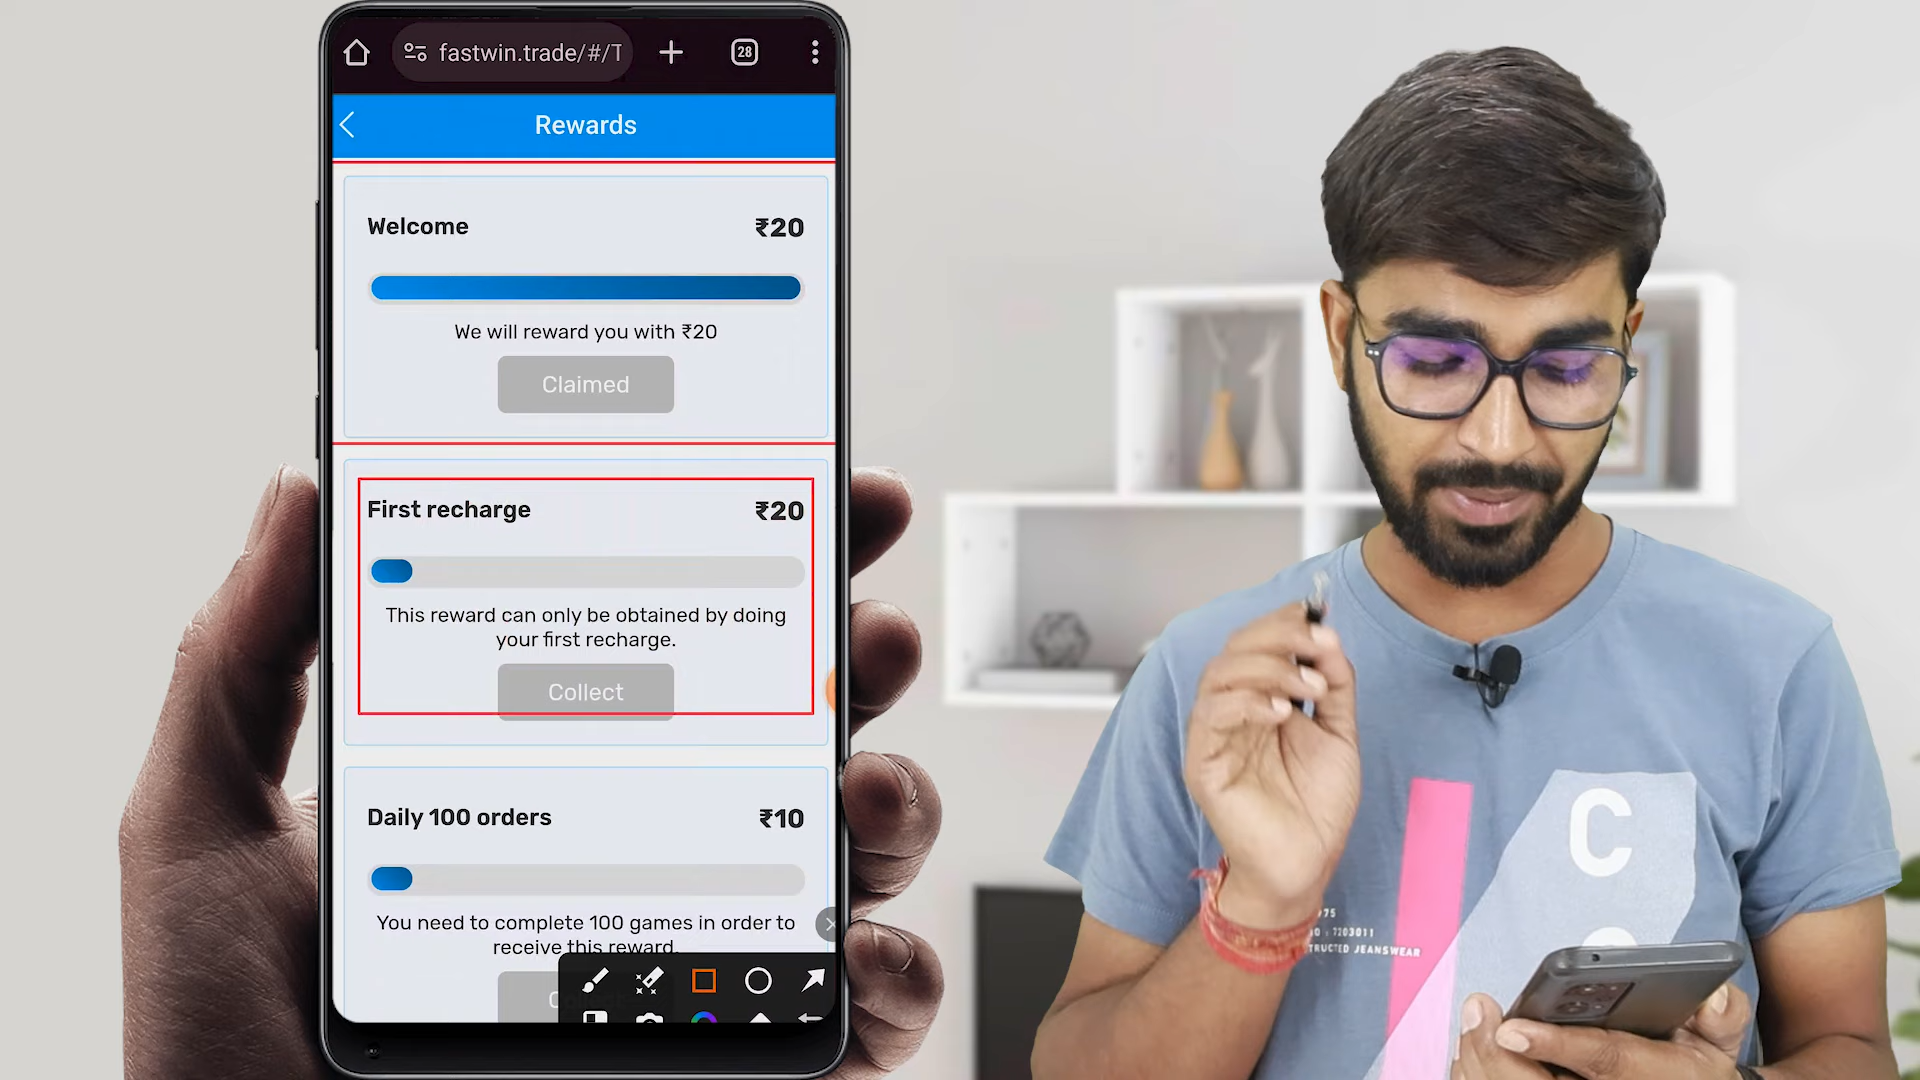 fastwin.trade/#/T
28
Rewards
Welcome
₹20
We will reward you with ₹20
Claimed
First recharge
₹20
This reward can only be obtained by doing
your first recharge.
Collect
Daily 100 orders
₹10
You need to complete 100 games in order to
receive this reward.
C
75
O : 7203011
TRUCTED JEANSWEAR